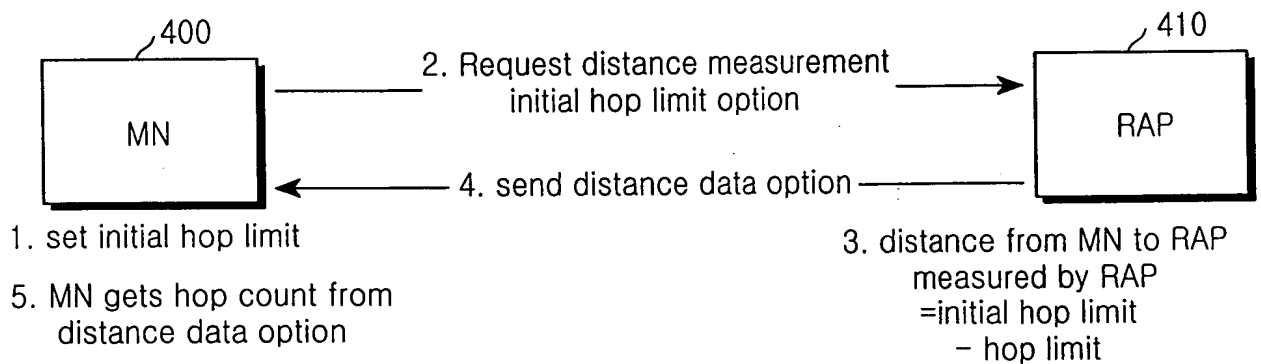 400
410
MN
RAP
2. Request distance measurement
initial hop limit option
4. send distance data option
1. set initial hop limit
5. MN gets hop count from
distance data option
3. distance from MN to RAP
measured by RAP
=initial hop limit
- hop limit